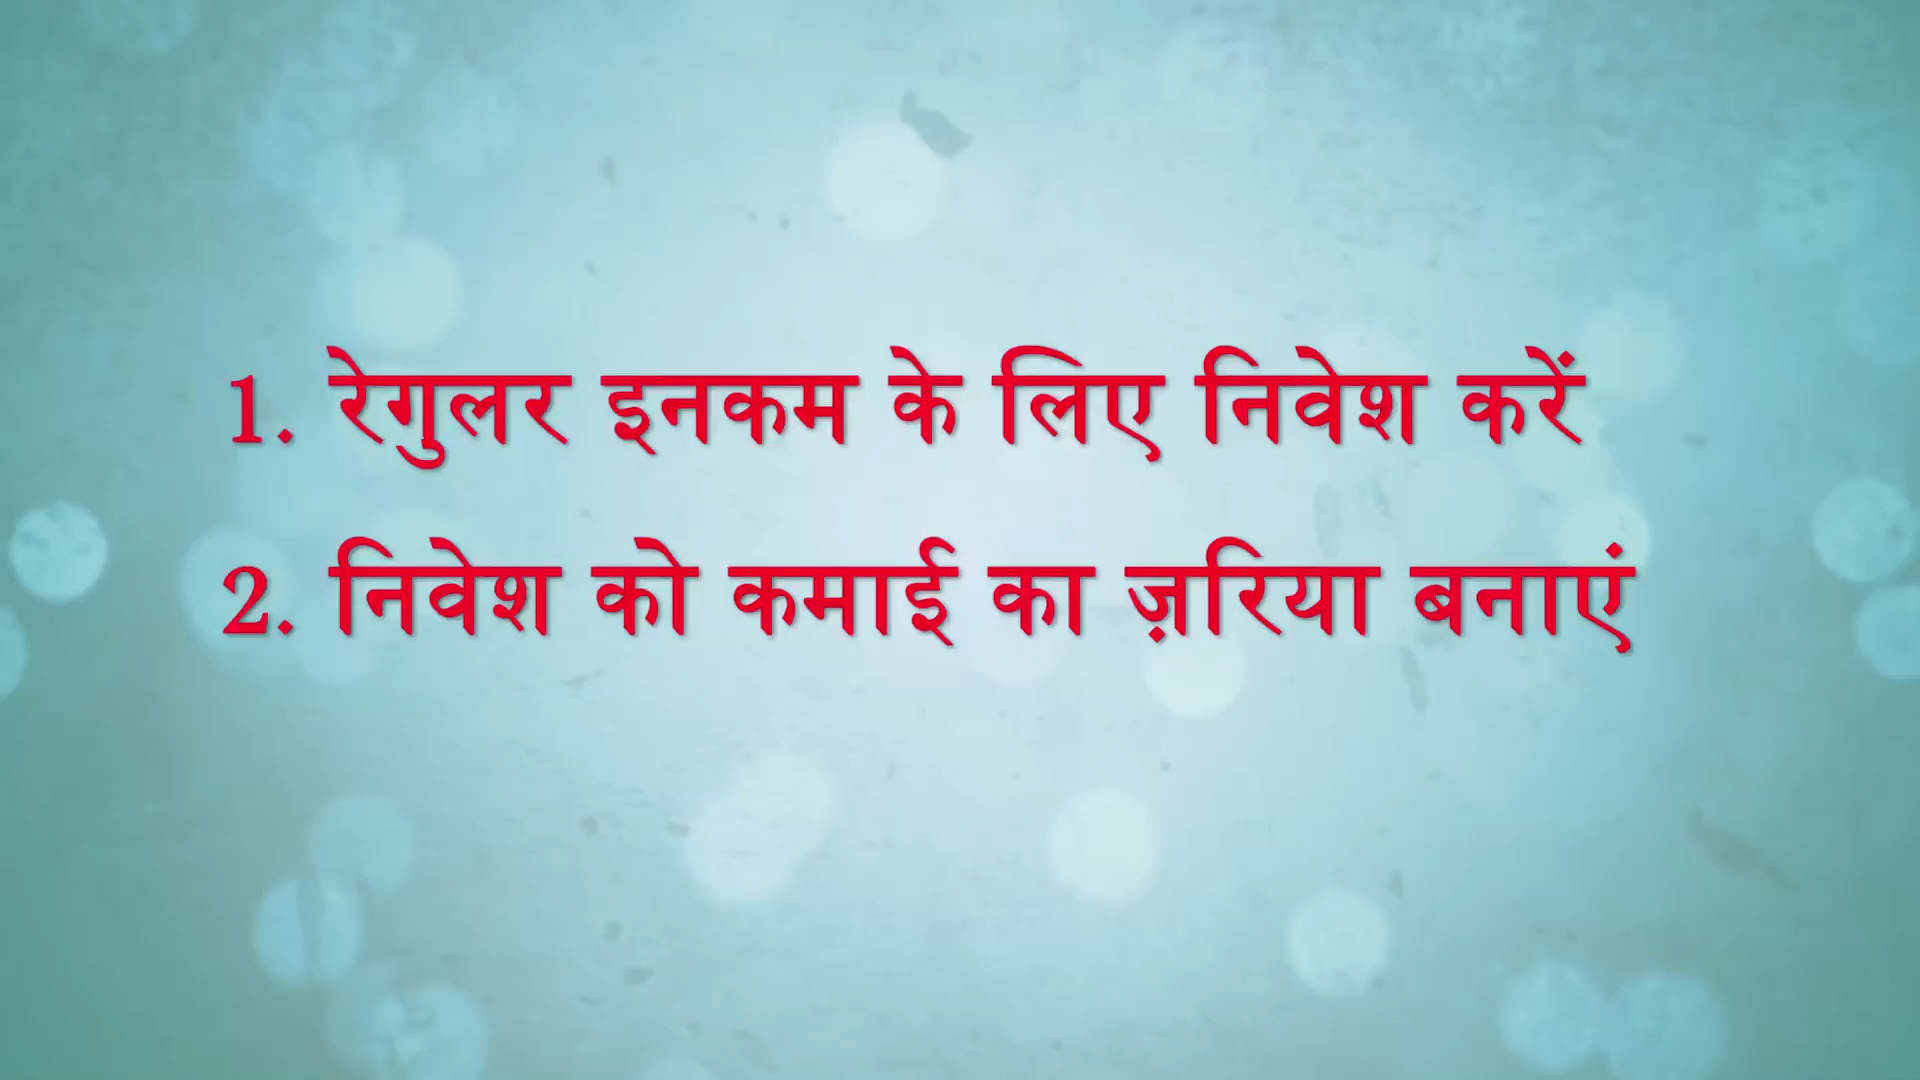 1. रेगुलर इनकम के लिए निवेश करें
2. निवेश को कमाई का ज़रिया बनाएं